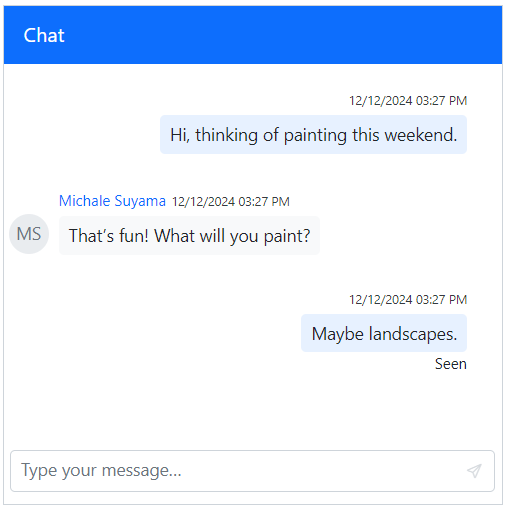 Chat
12/12/2024 03:27 PM
Hi, thinking of painting this weekend.
Michale Suyama 12/12/2024 03:27 PM
MS
That's fun! What will you paint?
12/12/2024 03:27 PM
Maybe landscapes.
Seen
Type your message...